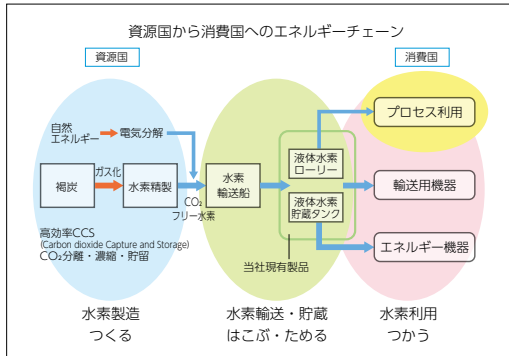 資源国から消費国へのエネルギーチェーン
資源国
消費国
自然
エネルギー
電気分解
ガス化
褐炭
水素精製
CO₂
フリー水素
高効率CCS
(Carbon dioxide Capture and Storage)
CO₂分離・濃縮・貯留
水素
輸送船
液体水素
ローリー
液体水素
貯蔵タンク
当社現有製品
プロセス利用
輸送用機器
エネルギー機器
水素製造
つくる
水素輸送・貯蔵
はこぶ・ためる
水素利用
つかう